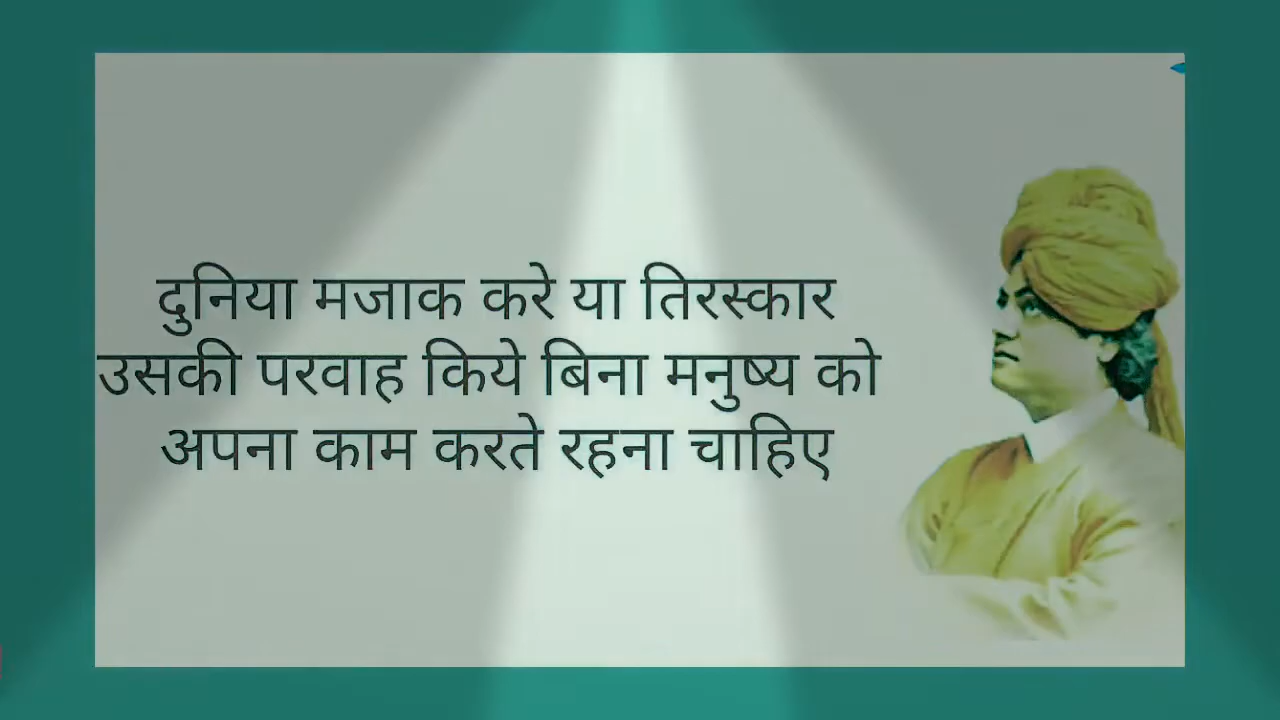 दुनिया मजाक करे या तिरस्कार
उसकी परवाह किये बिना मनुष्य को
अपना काम करते रहना चाहिए